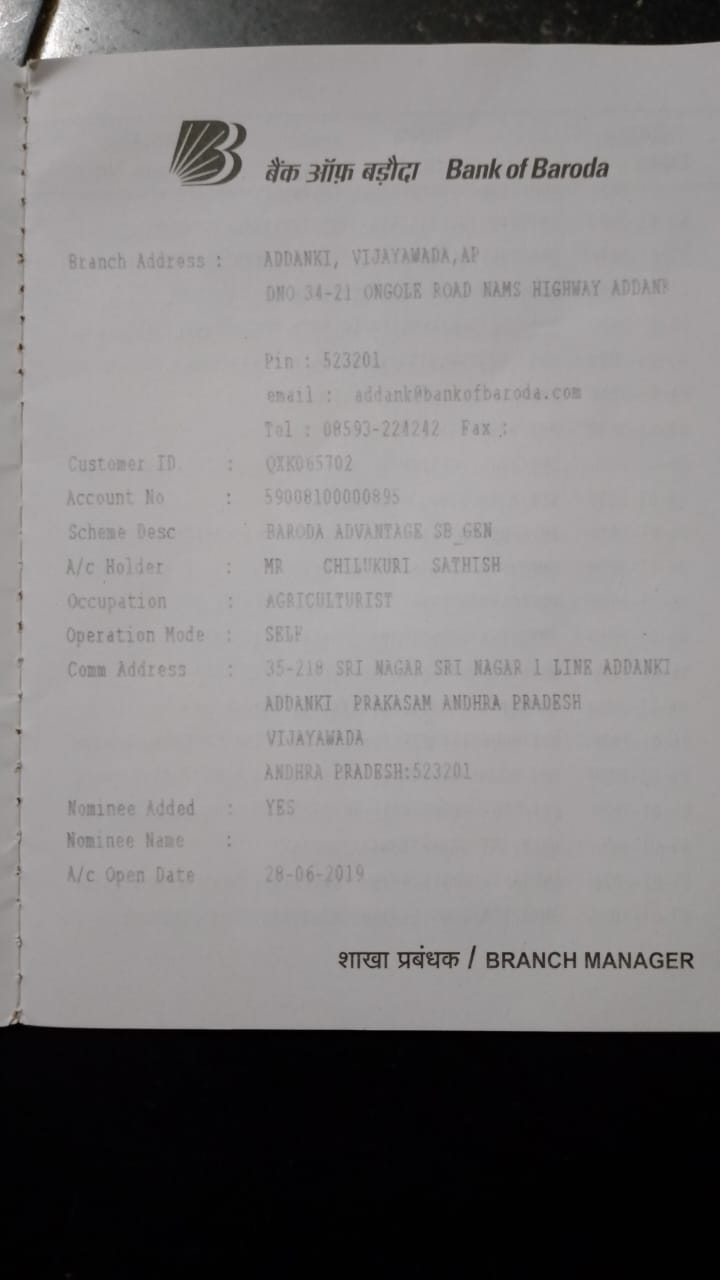 बैंक ऑफ़ बड़ौदा Bank of Baroda
Branch Address : ADDANKI, VIJAYAWADA,AP
DNO 34-21 ONGOLE ROAD NAMS HIGHWAY ADDANK
Pin : 523201
email : addank@bankofbaroda.com
Tel : 08593-224242 Fax :
Customer ID : QXK065702
Account No : 59008100000895
Scheme Desc BARODA ADVANTAGE SB_GEN
A/c Holder : MR CHILUKURI SATHISH
Occupation : AGRICULTURIST
Operation Mode : SELF
Comm Address : 35-218 SRI NAGAR SRI NAGAR 1 LINE ADDANKI
ADDANKI PRAKASAM ANDHRA PRADESH
VIJAYAWADA
ANDHRA PRADESH:523201
Nominee Added : YES
Nominee Name :
A/c Open Date 28-06-2019
शाखा प्रबंधक / BRANCH MANAGER